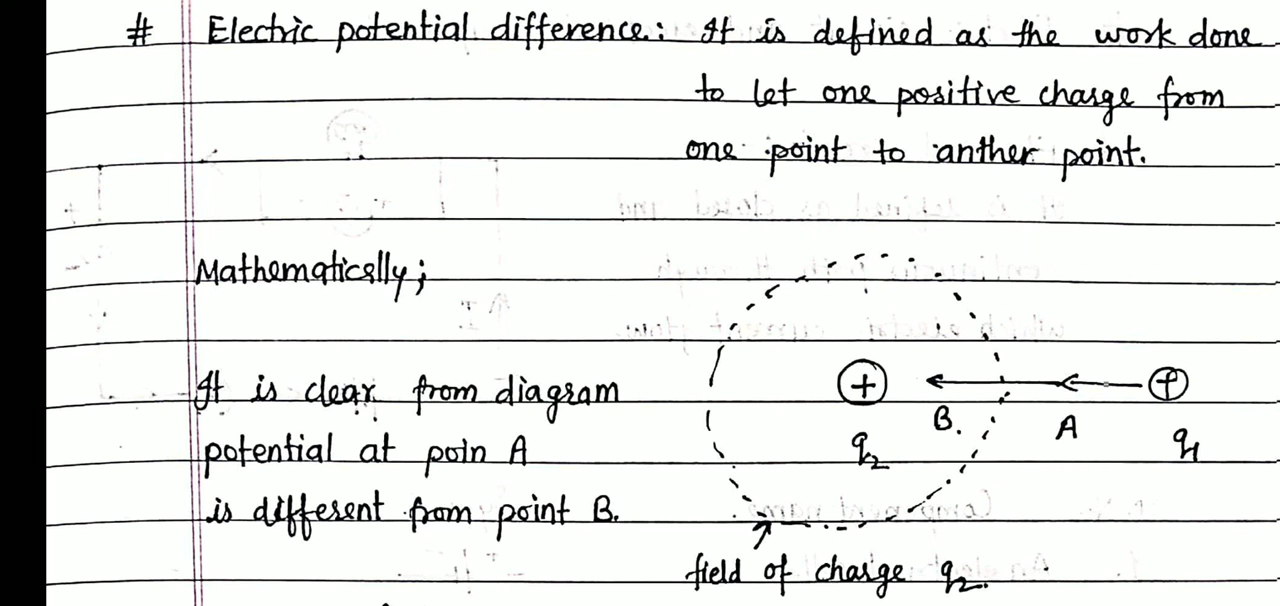 # Electric potential difference: It is defined as the work done
to let one positive charge from
one point to anther point.
Mathematically;
It is clear from diagram
potential at poin A
is different from point B.
+
+
B.
A
q2
q1
field of charge q2.